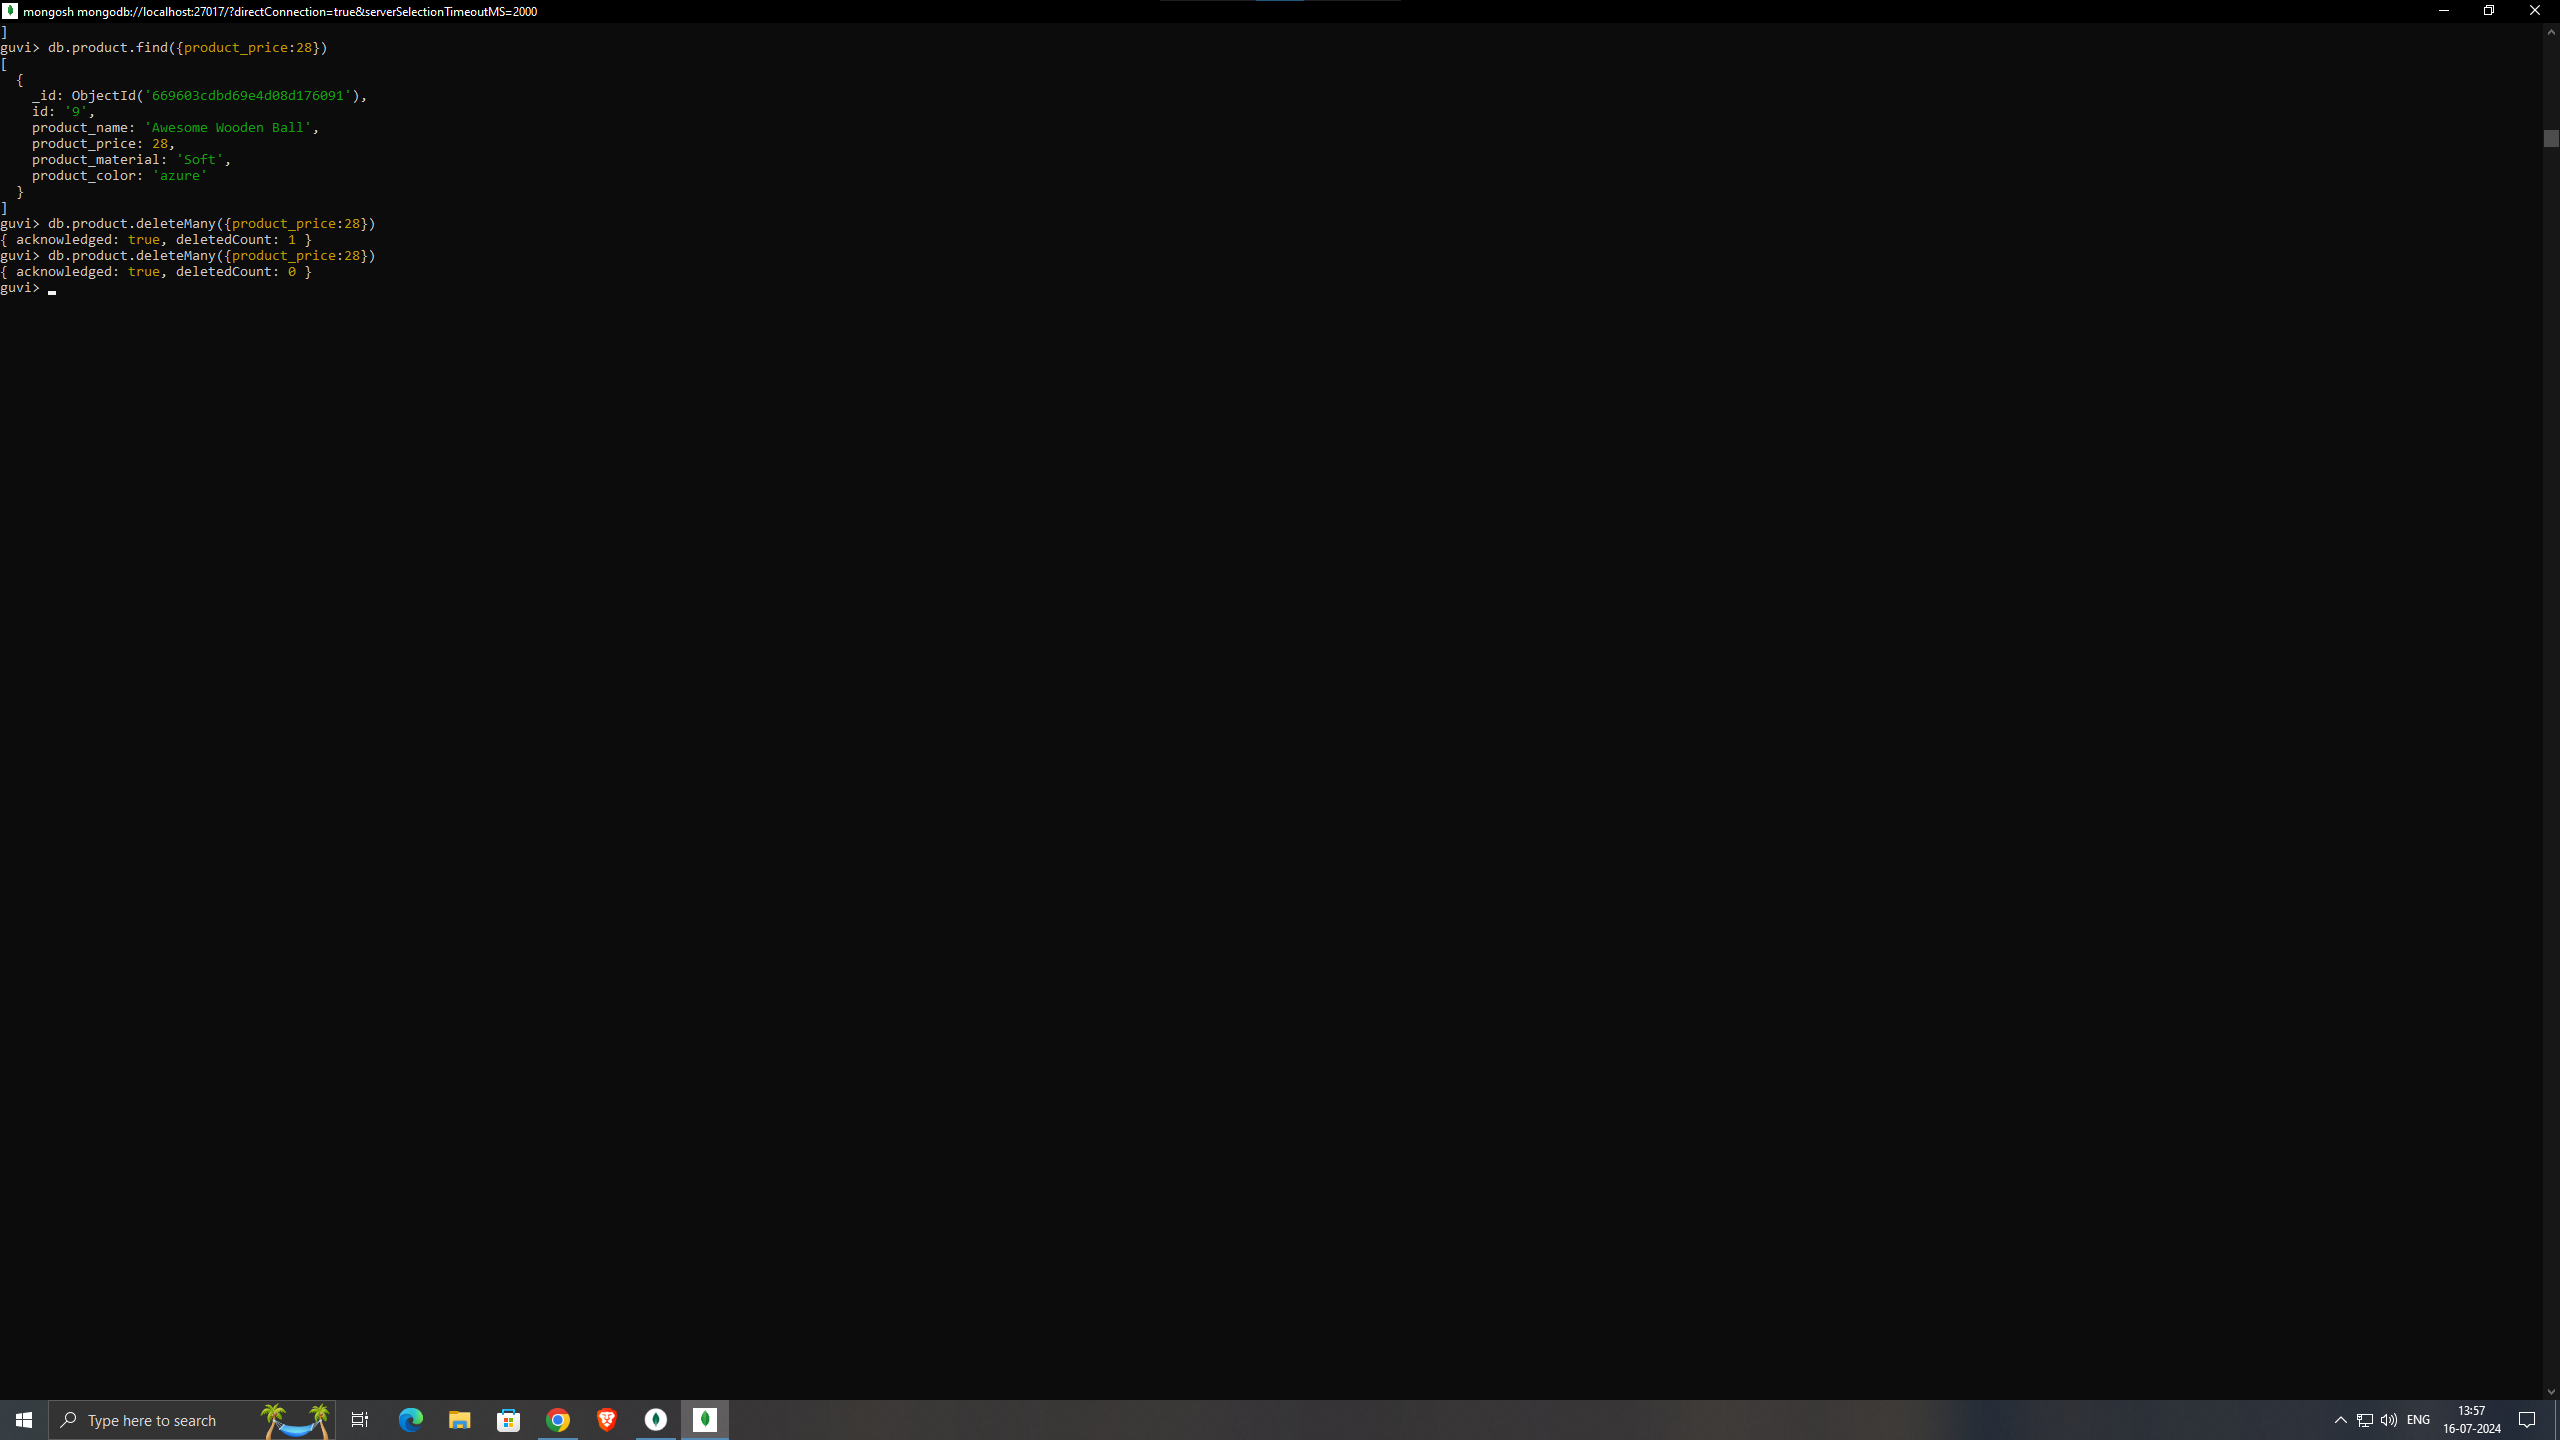 mongosh mongodb://localhost:27017/?directConnection=true&serverSelectionTimeoutMS=2000
]
guvi> db.product.find({product_price:28})
[
  {
    _id: ObjectId('669603cdbd69e4d08d176091'),
    id: '9',
    product_name: 'Awesome Wooden Ball',
    product_price: 28,
    product_material: 'Soft',
    product_color: 'azure'
  }
]
guvi> db.product.deleteMany({product_price:28})
{ acknowledged: true, deletedCount: 1 }
guvi> db.product.deleteMany({product_price:28})
{ acknowledged: true, deletedCount: 0 }
guvi>
Type here to search
ENG
13:57
16-07-2024